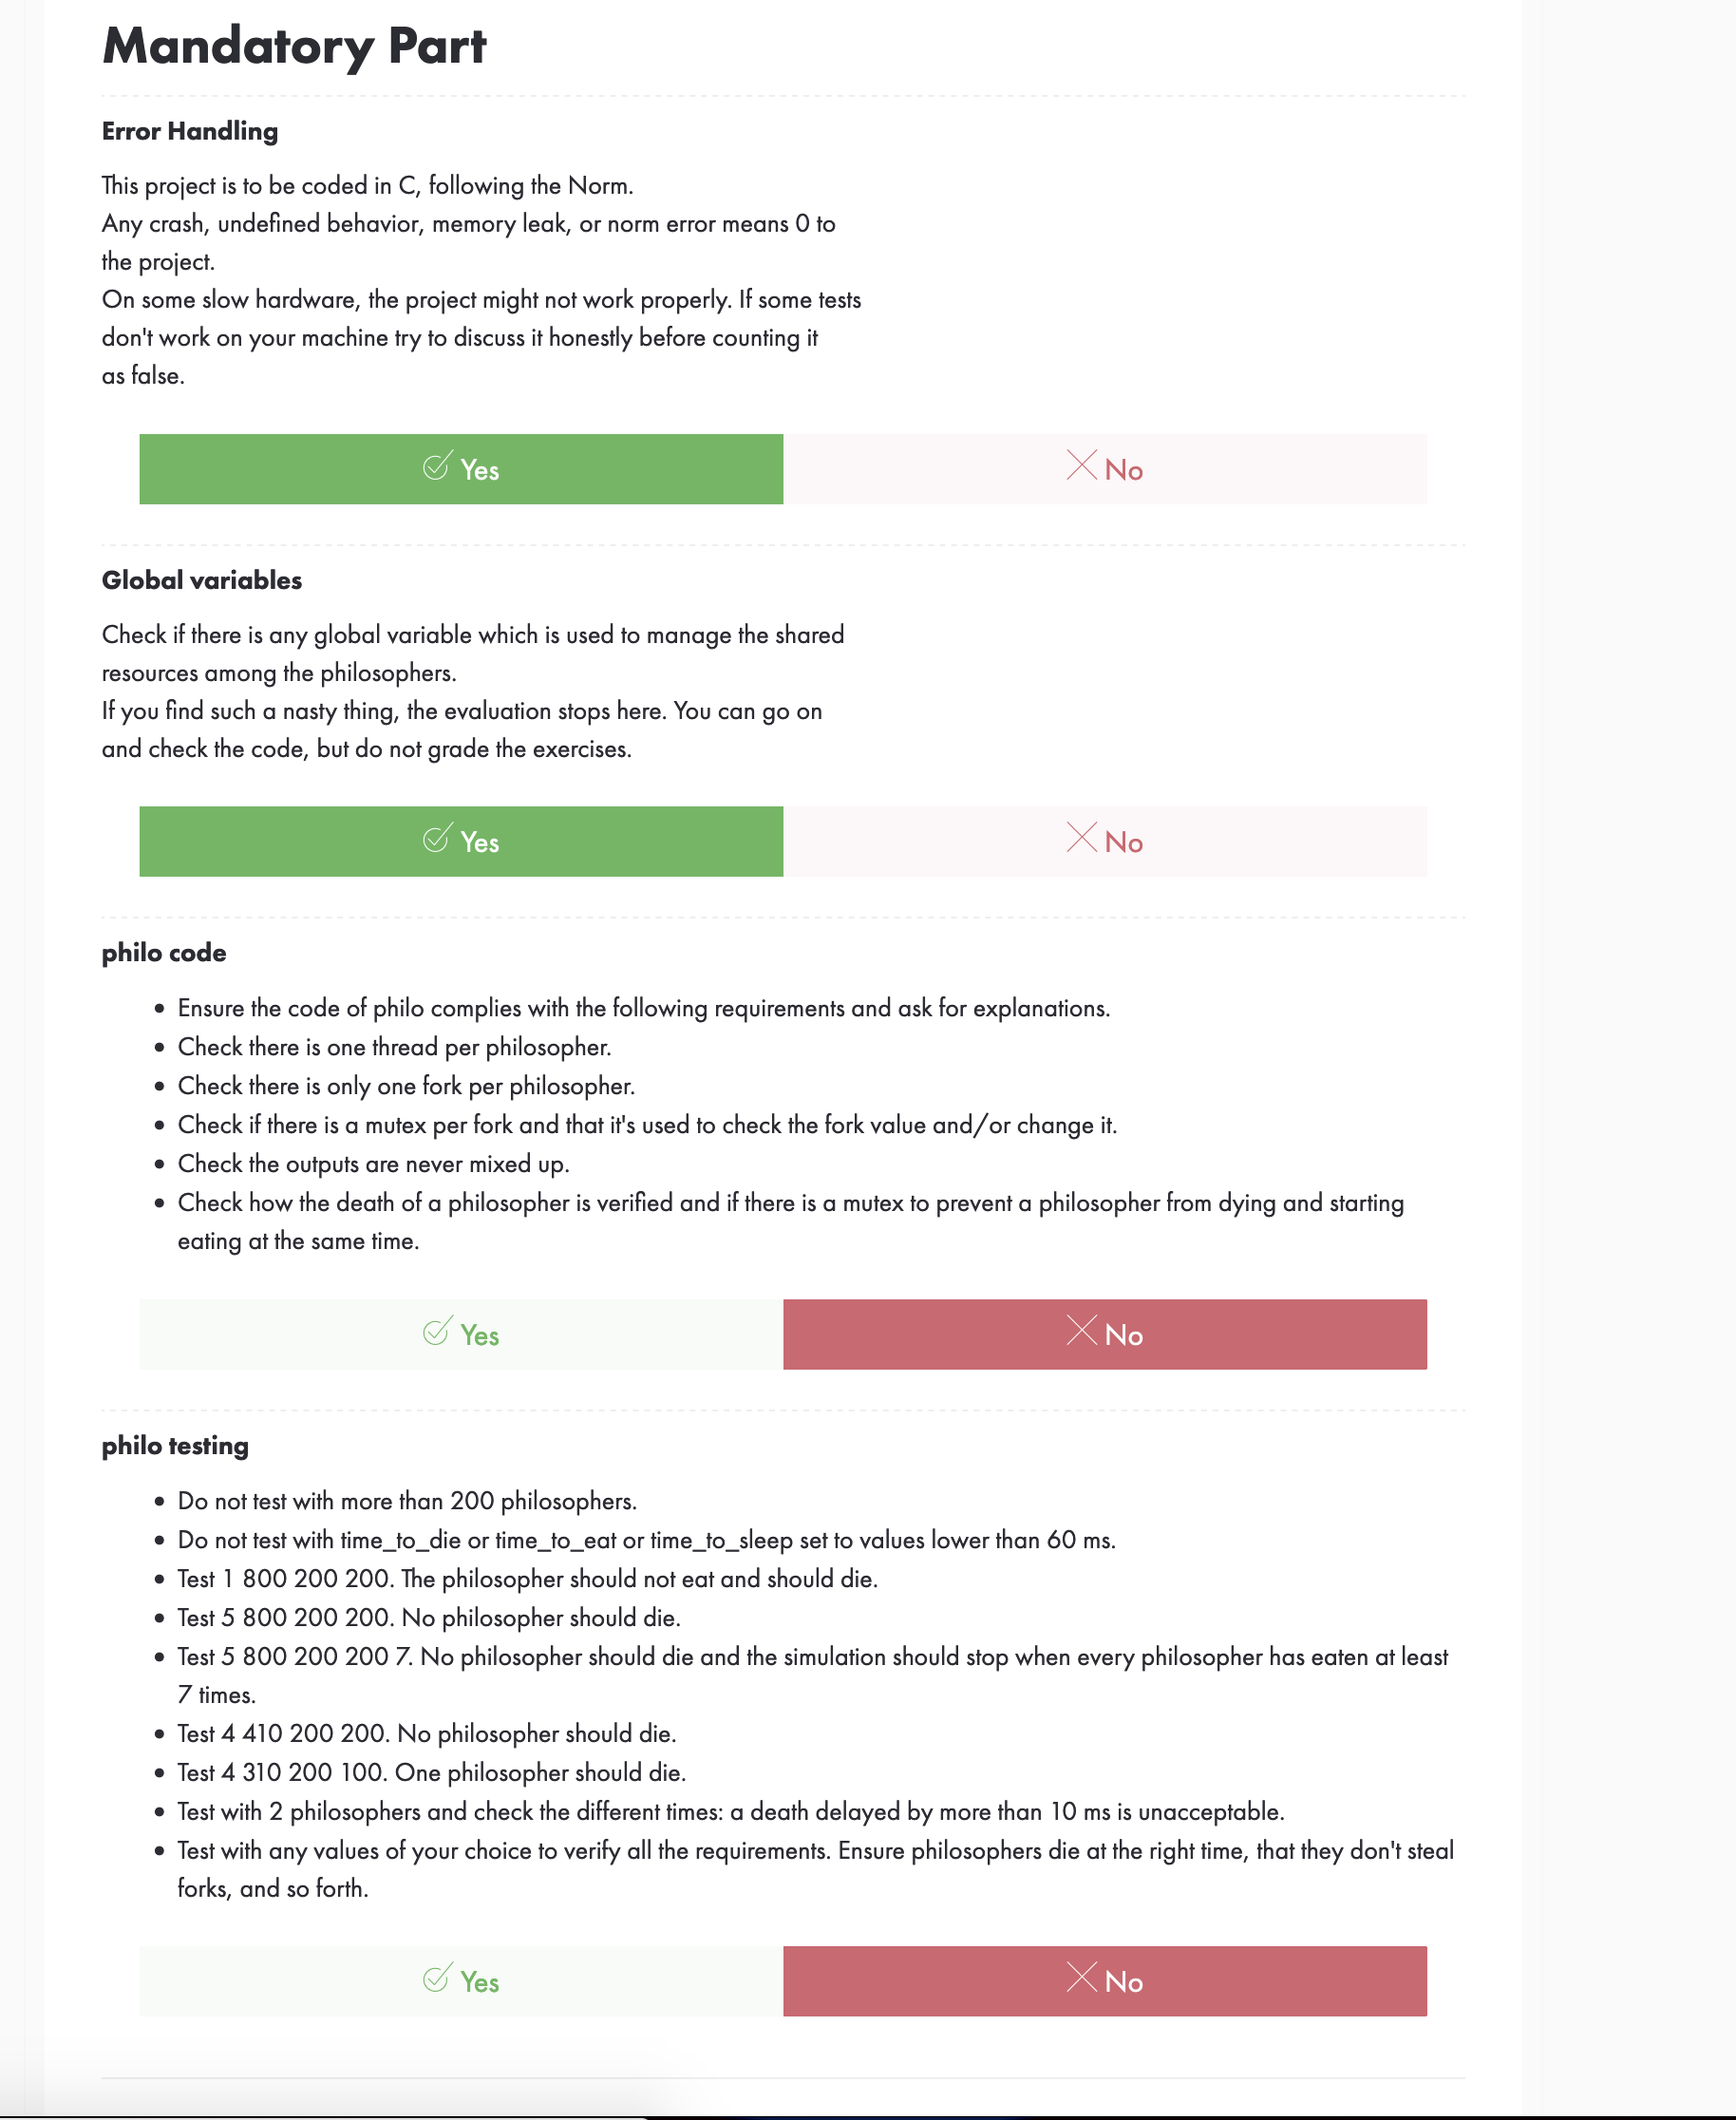 Mandatory Part
Error Handling
This project is to be coded in C, following the Norm.
Any crash, undefined behavior, memory leak, or norm error means 0 to
the project.
On some slow hardware, the project might not work properly. If some tests
don't work on your machine try to discuss it honestly before counting it
as false.
Yes No
Global variables
Check if there is any global variable which is used to manage the shared
resources among the philosophers.
If you find such a nasty thing, the evaluation stops here. You can go on
and check the code, but do not grade the exercises.
Yes No
philo code
• Ensure the code of philo complies with the following requirements and ask for explanations.
• Check there is one thread per philosopher.
• Check there is only one fork per philosopher.
• Check if there is a mutex per fork and that it's used to check the fork value and/or change it.
• Check the outputs are never mixed up.
• Check how the death of a philosopher is verified and if there is a mutex to prevent a philosopher from dying and starting
eating at the same time.
Yes No
philo testing
• Do not test with more than 200 philosophers.
• Do not test with time_to_die or time_to_eat or time_to_sleep set to values lower than 60 ms.
• Test 1 800 200 200. The philosopher should not eat and should die.
• Test 5 800 200 200. No philosopher should die.
• Test 5 800 200 200 7. No philosopher should die and the simulation should stop when every philosopher has eaten at least
7 times.
• Test 4 410 200 200. No philosopher should die.
• Test 4 310 200 100. One philosopher should die.
• Test with 2 philosophers and check the different times: a death delayed by more than 10 ms is unacceptable.
• Test with any values of your choice to verify all the requirements. Ensure philosophers die at the right time, that they don't steal
forks, and so forth.
Yes No